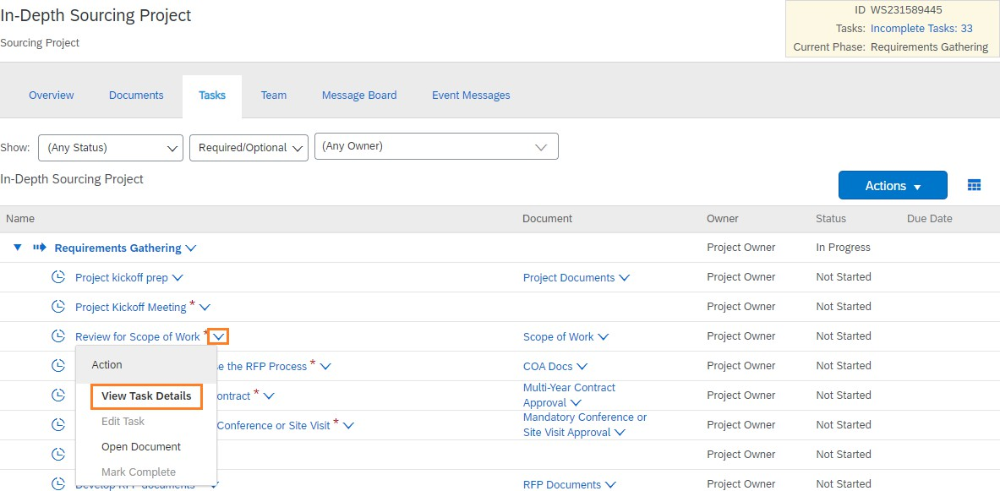 In-Depth Sourcing Project
Sourcing Project
ID WS231589445
Tasks: Incomplete Tasks: 33
Current Phase: Requirements Gathering
Overview Documents Tasks Team Message Board Event Messages
Show: (Any Status) Required/Optional (Any Owner)
In-Depth Sourcing Project
Actions
Name Document Owner Status Due Date
Requirements Gathering Project Owner In Progress
Project kickoff prep Project Documents Project Owner Not Started
Project Kickoff Meeting * Project Owner Not Started
Review for Scope of Work * Scope of Work Project Owner Not Started
Action
e the RFP Process * COA Docs Project Owner Not Started
View Task Details
ontract * Multi-Year Contract Approval Project Owner Not Started
Edit Task
Conference or Site Visit * Mandatory Conference or Site Visit Approval Project Owner Not Started
Open Document
Project Owner Not Started
Mark Complete
Develop RFP documents RFP Documents Project Owner Not Started